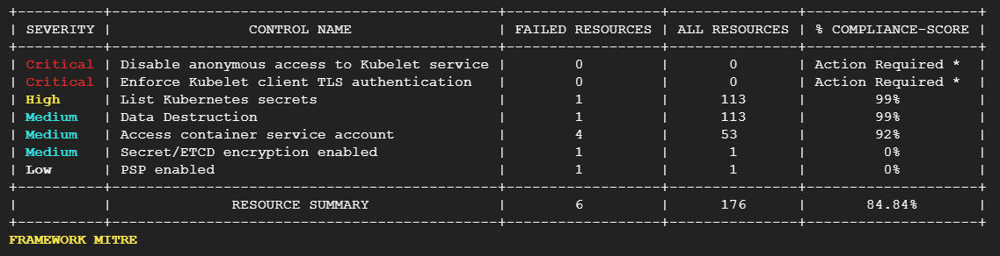 +----------+---------------------------------------------+------------------+---------------+--------------------+
| SEVERITY | CONTROL NAME | FAILED RESOURCES | ALL RESOURCES | % COMPLIANCE-SCORE |
+----------+---------------------------------------------+------------------+---------------+--------------------+
| Critical | Disable anonymous access to Kubelet service | 0 | 0 | Action Required * |
| Critical | Enforce Kubelet client TLS authentication | 0 | 0 | Action Required * |
| High | List Kubernetes secrets | 1 | 113 | 99% |
| Medium | Data Destruction | 1 | 113 | 99% |
| Medium | Access container service account | 4 | 53 | 92% |
| Medium | Secret/ETCD encryption enabled | 1 | 1 | 0% |
| Low | PSP enabled | 1 | 1 | 0% |
+----------+---------------------------------------------+------------------+---------------+--------------------+
| | RESOURCE SUMMARY | 6 | 176 | 84.84% |
+----------+---------------------------------------------+------------------+---------------+--------------------+
FRAMEWORK MITRE